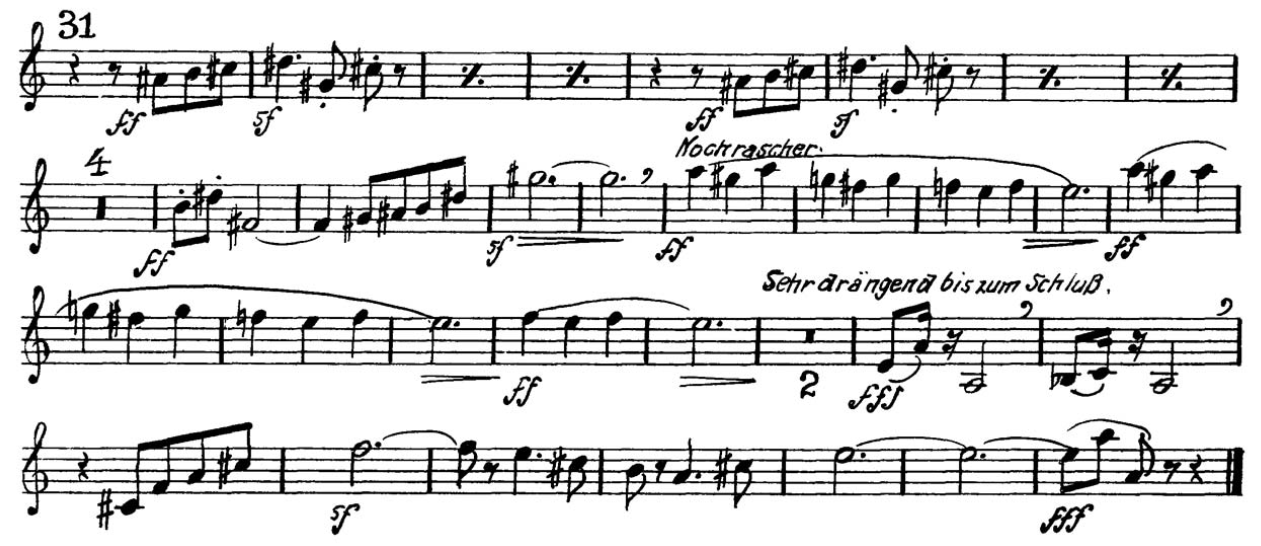 31
ff sf ff sf
4 Noch rascher.
ff sf ff ff
Sehr drängend bis zum Schluß.
ff 2 fff
sf fff